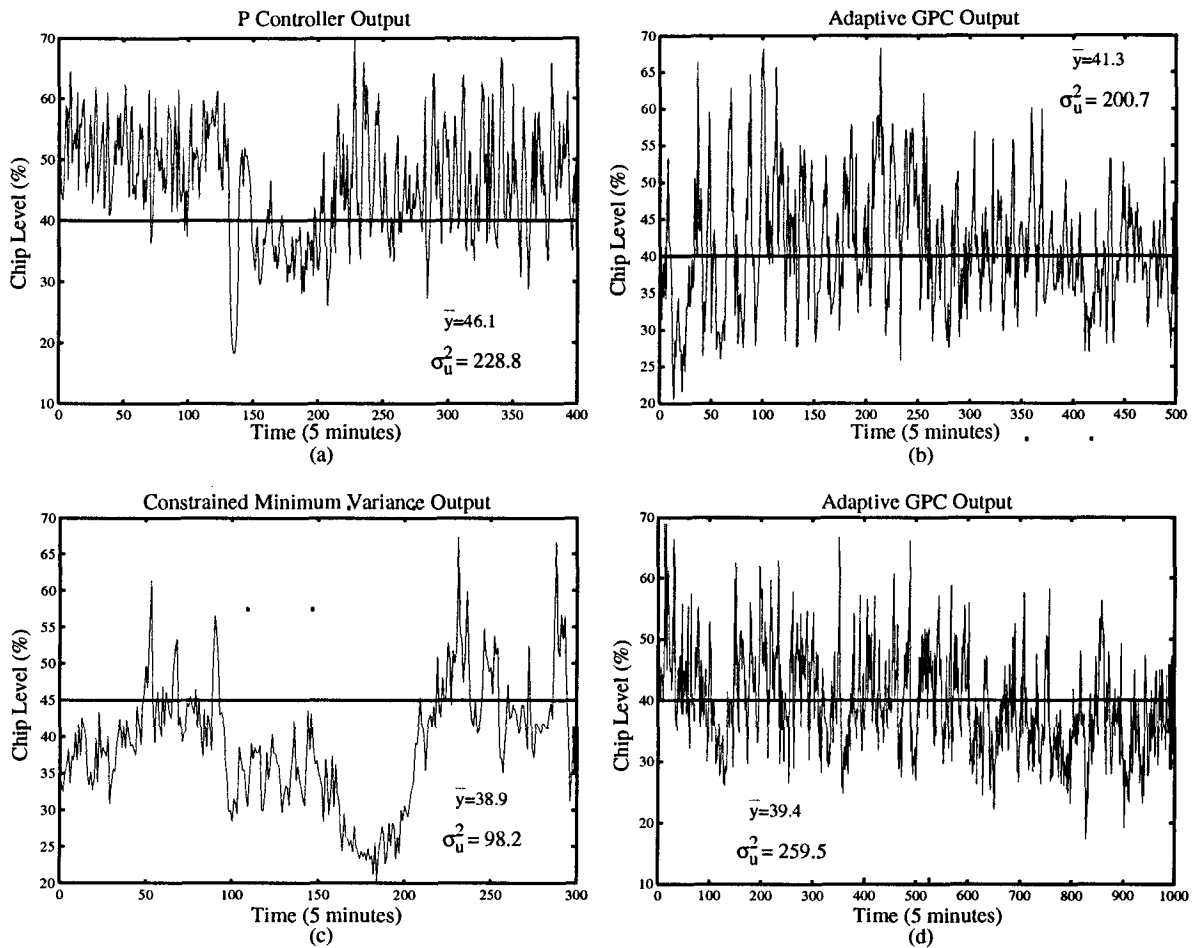 P Controller Output
70
60
50
40
30
20
10
Chip Level (%)
ȳ=46.1
σ²ᵤ = 228.8
0 50 100 150 200 250 300 350 400
Time (5 minutes)
(a)
Adaptive GPC Output
70
65
60
55
50
45
40
35
30
25
20
Chip Level (%)
ȳ=41.3
σ²ᵤ = 200.7
0 50 100 150 200 250 300 350 400 450 500
Time (5 minutes)
(b)
Constrained Minimum Variance Output
70
65
60
55
50
45
40
35
30
25
20
Chip Level (%)
ȳ=38.9
σ²ᵤ = 98.2
0 50 100 150 200 250 300
Time (5 minutes)
(c)
Adaptive GPC Output
70
60
50
40
30
20
10
Chip Level (%)
ȳ=39.4
σ²ᵤ = 259.5
0 100 200 300 400 500 600 700 800 900 1000
Time (5 minutes)
(d)